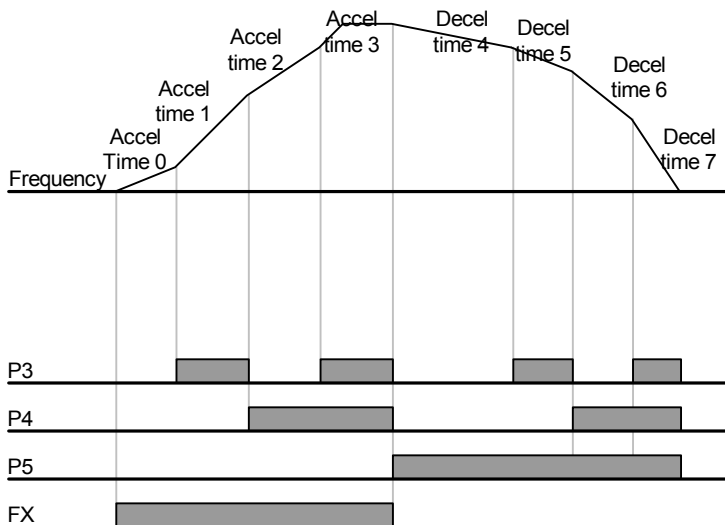 Accel
time 3
Decel
time 4
Decel
time 5
Accel
time 2
Decel
time 6
Accel
time 1
Accel
Time 0
Decel
time 7
Frequency
P3
P4
P5
FX